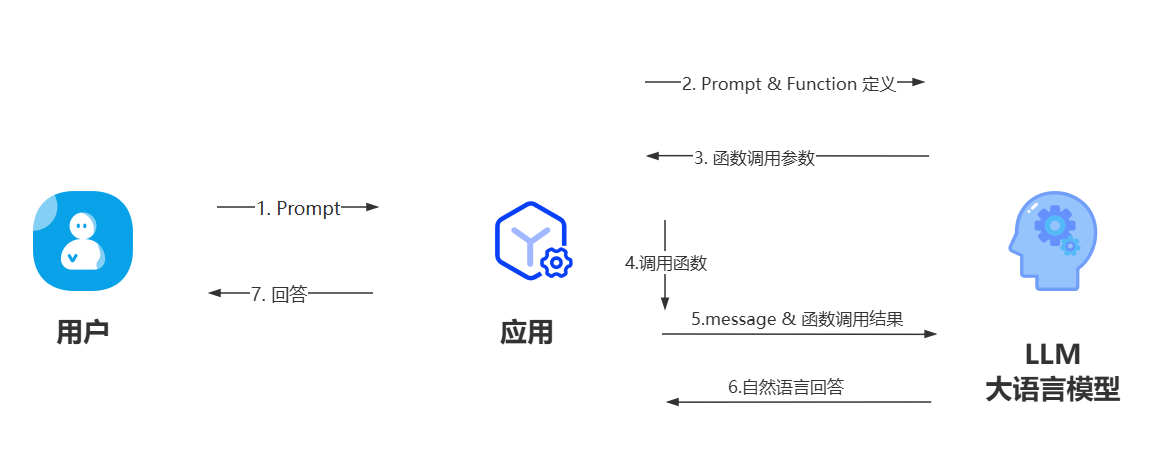 2. Prompt & Function 定义
3. 函数调用参数
1. Prompt
4.调用函数
7. 回答
5.message & 函数调用结果
用户
应用
LLM
大语言模型
6.自然语言回答